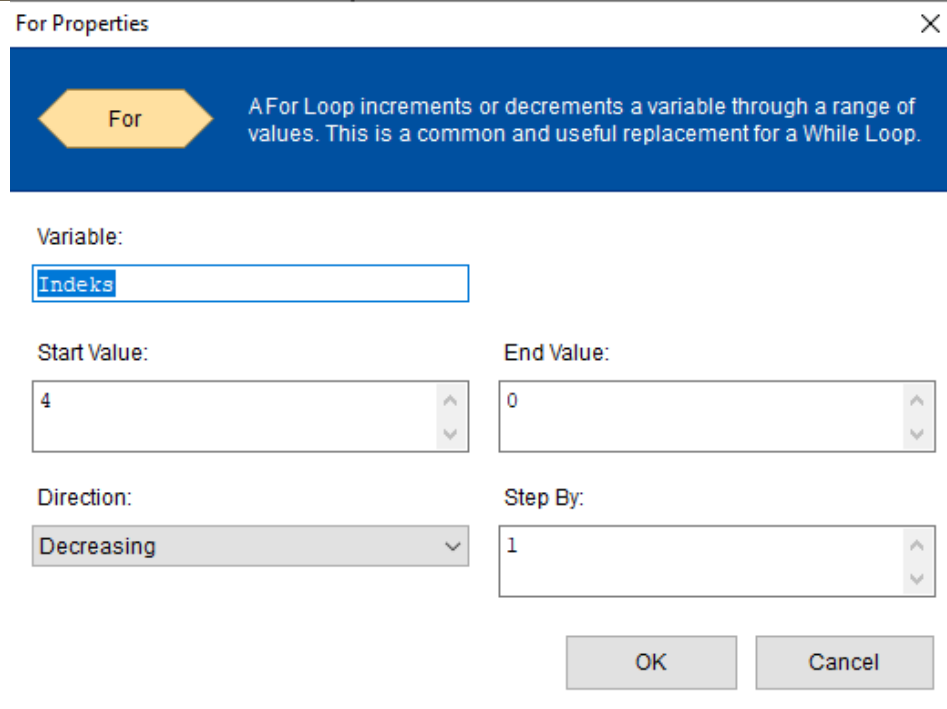 For Properties
For
A For Loop increments or decrements a variable through a range of
values. This is a common and useful replacement for a While Loop.
Variable:
Indeks
Start Value:
End Value:
4
0
Direction:
Step By:
Decreasing
1
OK
Cancel